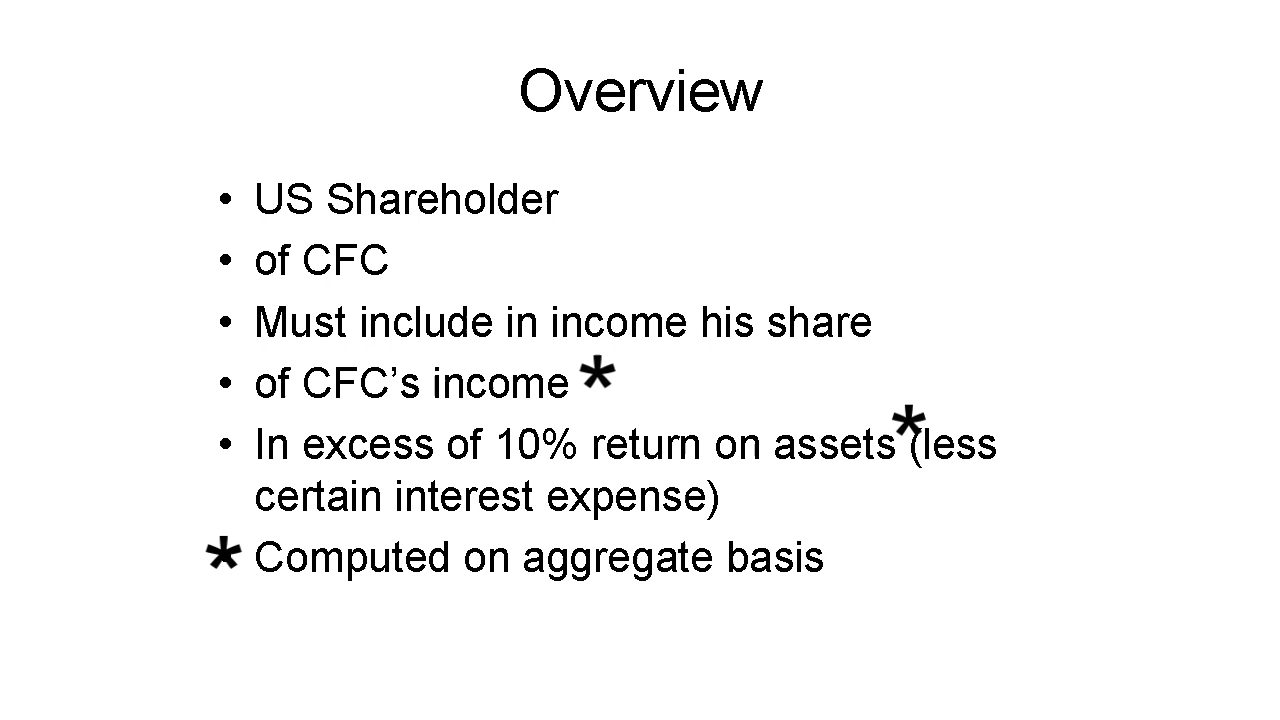 Overview
• US Shareholder
• of CFC
• Must include in income his share
• of CFC’s income *
• In excess of 10% return on assets * (less
certain interest expense)
* Computed on aggregate basis